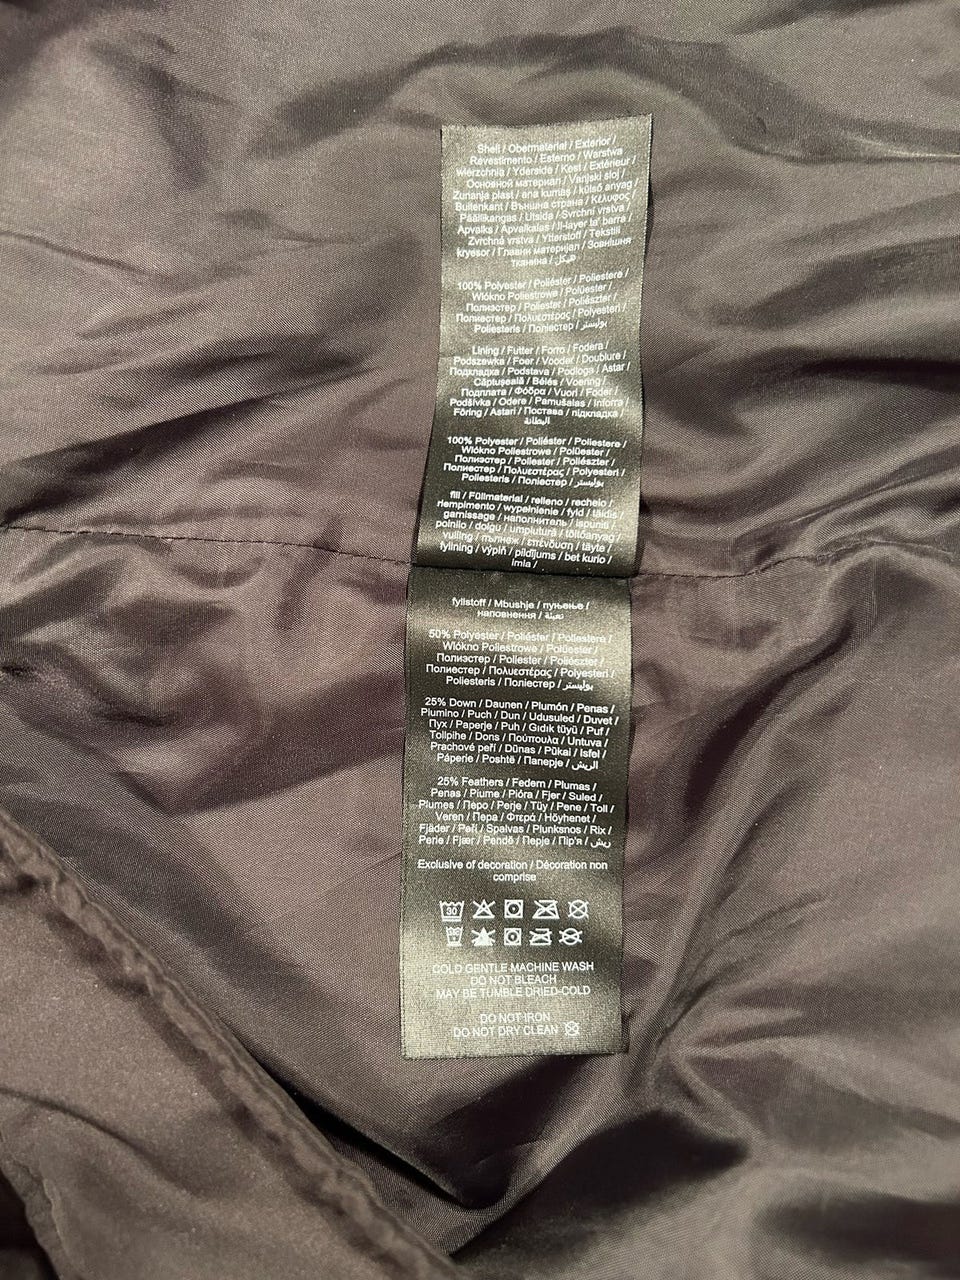 Shell / Obermaterial / Exterior /
Revestimento / Esterno / Warstwa
Wierzchnia / Yderside / Kest / Extérieur /
Основной материал / Vanjski sloj /
Zunanja plast / ana kumaş / külső anyag /
Buitenkant / Външна страна / Κέλυφος
Päällikangas / Utsida / Svrchní vrstva /
Apvalks / Apvalkalas / Il-layer ta' barra /
Zvrchná vrstva / Ytterstoff / Tekstili
kryesor / Главни материјал / Зовнішня
тканина / هيكل
100% Polyester / Poliéster / Poliestere /
Włókno Poliestrowe / Polüester /
Полиэстер / Poliester / Poliészter /
Полиестер / Πολυεστέρας / Polyesteri /
Poliesteris / Поліестер / بوليستر
Lining / Futter / Forro / Fodera /
Podszewka / Foer / Vooder / Doublure /
Подкладка / Podstava / Podloga / Astar /
Căptuşeală / Bélés / Voering /
Подплата / Φόδρα / Vuori / Foder /
Podšívka / Odere / Pamušalas / Inforra /
Fôring / Astari / Постава / підкладка /
البطانة
100% Polyester / Poliéster / Poliestere /
Włókno Poliestrowe / Polüester /
Полиэстер / Poliester / Poliészter /
Полиестер / Πολυεστέρας / Polyesteri /
Poliesteris / Поліестер / بوليستر
fill / Füllmaterial / relleno / recheio /
riempimento / wypełnienie / fyld / täidis /
garnissage / наполнитель / ispuniti /
polnilo / dolgu / umplutură / töltőanyag /
vulling / пълнеж / επένδυση / täyte /
fyllning / výplň / pildījums / bet kurio /
imla /
fyllstoff / Mbushje / пуњење /
наповнення / تعبئة
50% Polyester / Poliéster / Poliestere /
Włókno Poliestrowe / Polüester /
Полиэстер / Poliester / Poliészter /
Полиестер / Πολυεστέρας / Polyesteri /
Poliesteris / Поліестер / بوليستر
25% Down / Daunen / Plumón / Penas /
Piumino / Puch / Dun / Udusuled / Duvet /
Пух / Paperje / Puh / Gıdık tüyü / Puf /
Tollpihe / Dons / Πούπουλα / Untuva /
Prachové peří / Dūnas / Pūkai / Isfel /
Páperie / Poshtë / Паперје / الريش
25% Feathers / Federn / Plumas /
Penas / Piume / Pióra / Fjer / Suled /
Plumes / Перо / Perje / Tüy / Pene / Toll /
Veren / Пера / Φτερά / Höyhenet /
Fjäder / Peří / Spalvas / Plunksnos / Rix /
Perie / Fjær / Pendë / Перје / Пір'я / ريش
Exclusive of decoration / Décoration non
comprise
30
COLD GENTLE MACHINE WASH
DO NOT BLEACH
MAY BE TUMBLE DRIED-COLD
DO NOT IRON
DO NOT DRY CLEAN